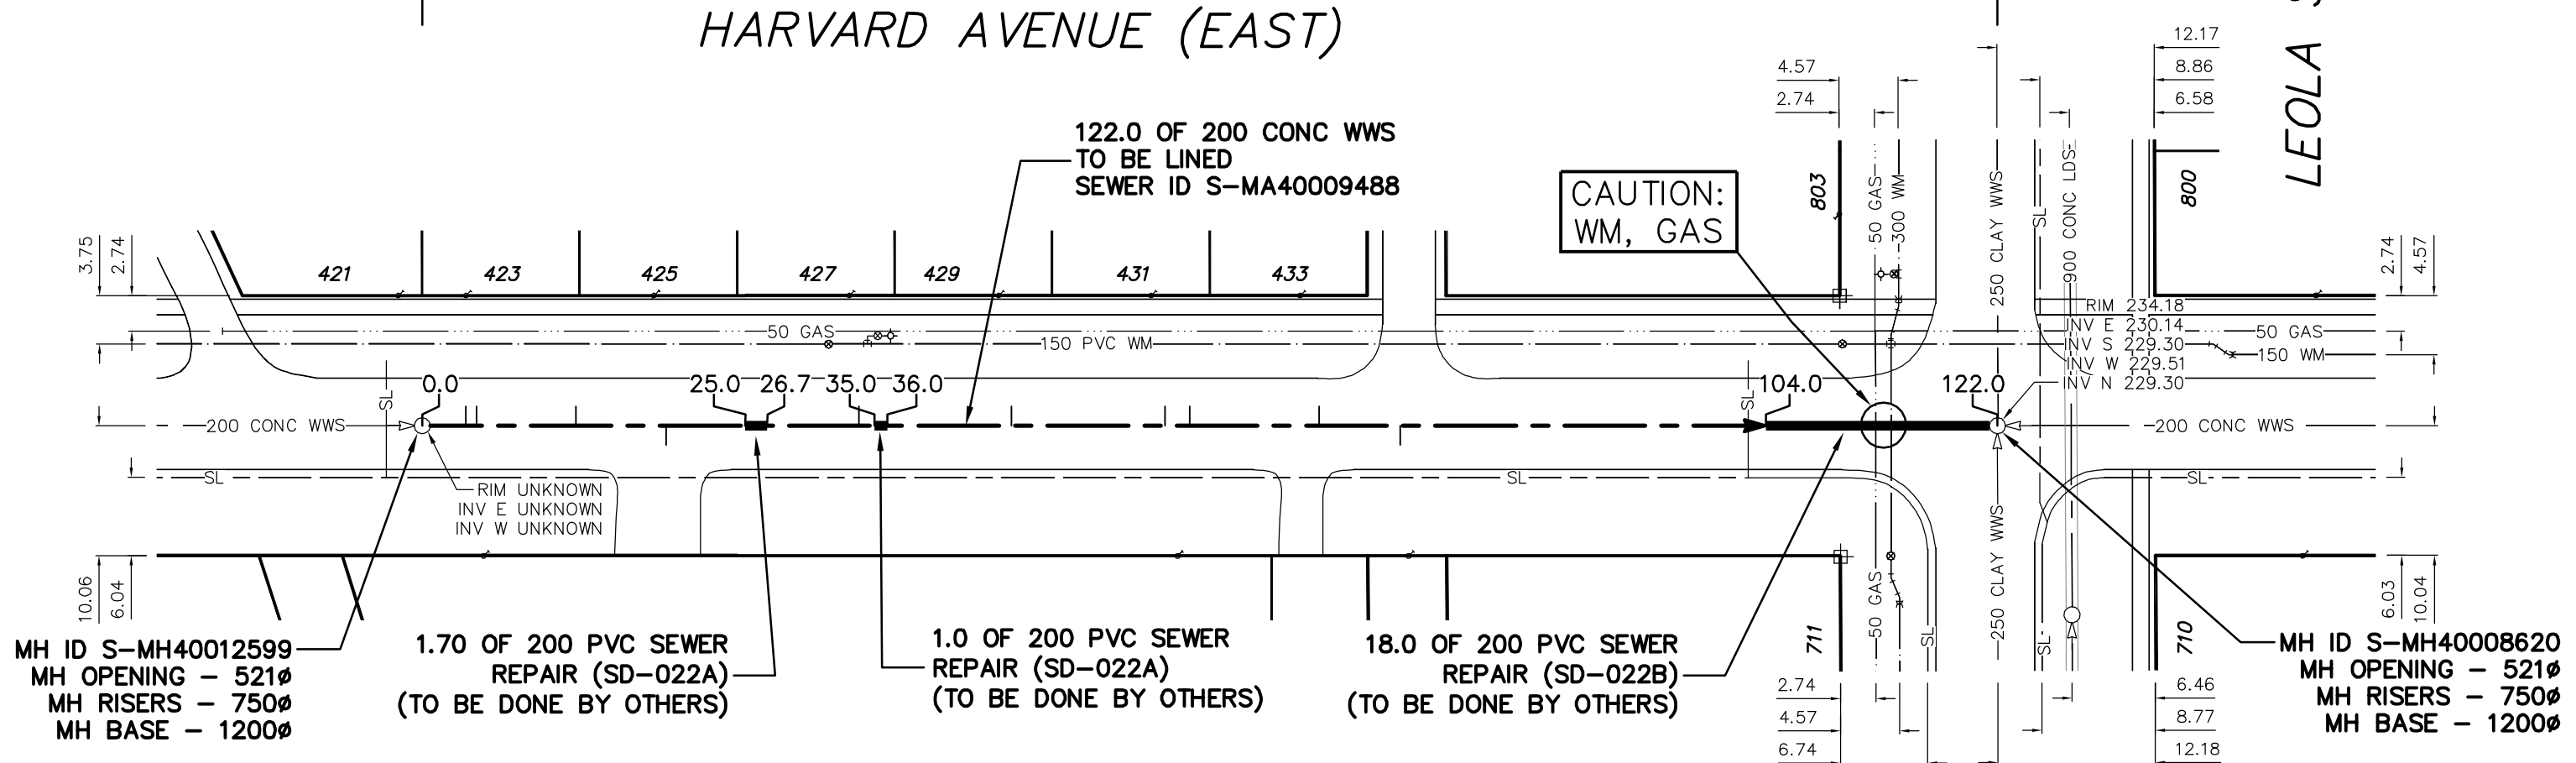 HARVARD AVENUE (EAST)
LEOLA
12.17
8.86
6.58
4.57
2.74
122.0 OF 200 CONC WWS
TO BE LINED
SEWER ID S-MA40009488
CAUTION:
WM, GAS
803
50 GAS
300 WM
250 CLAY WWS
SL
900 CONC LDS
800
3.75
2.74
421
423
425
427
429
431
433
2.74
4.57
50 GAS
150 PVC WM
RIM 234.18
INV E 230.14
INV S 229.30
INV W 229.51
INV N 229.30
50 GAS
150 WM
SL
0.0
25.0
26.7
35.0
36.0
SL
104.0
122.0
200 CONC WWS
200 CONC WWS
SL
RIM UNKNOWN
INV E UNKNOWN
INV W UNKNOWN
SL
SL
10.06
6.04
50 GAS
SL
250 CLAY WWS
SL
6.03
10.04
711
710
MH ID S-MH40012599
MH OPENING - 521ø
MH RISERS - 750ø
MH BASE - 1200ø
1.70 OF 200 PVC SEWER
REPAIR (SD-022A)
(TO BE DONE BY OTHERS)
1.0 OF 200 PVC SEWER
REPAIR (SD-022A)
(TO BE DONE BY OTHERS)
18.0 OF 200 PVC SEWER
REPAIR (SD-022B)
(TO BE DONE BY OTHERS)
2.74
4.57
6.74
6.46
8.77
12.18
MH ID S-MH40008620
MH OPENING - 521ø
MH RISERS - 750ø
MH BASE - 1200ø